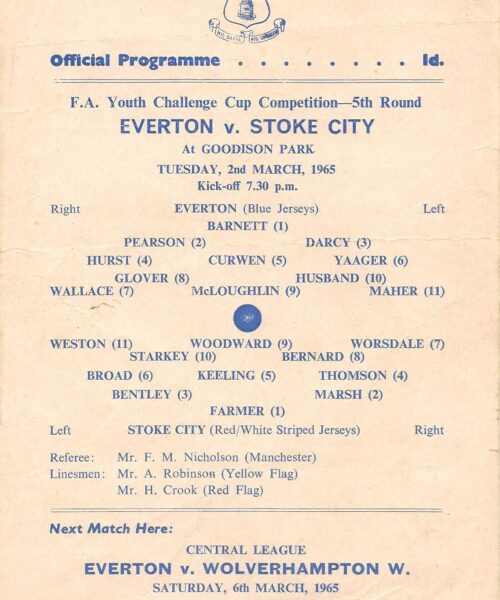 Official Programme . . . . . . . . 1d.
F.A. Youth Challenge Cup Competition—5th Round
EVERTON v. STOKE CITY
At GOODISON PARK
TUESDAY, 2nd MARCH, 1965
Kick-off 7.30 p.m.
Right EVERTON (Blue Jerseys) Left
BARNETT (1)
PEARSON (2) DARCY (3)
HURST (4) CURWEN (5) YAAGER (6)
GLOVER (8) HUSBAND (10)
WALLACE (7) McLOUGHLIN (9) MAHER (11)
WESTON (11) WOODWARD (9) WORSDALE (7)
STARKEY (10) BERNARD (8)
BROAD (6) KEELING (5) THOMSON (4)
BENTLEY (3) MARSH (2)
FARMER (1)
Left STOKE CITY (Red/White Striped Jerseys) Right
Referee: Mr. F. M. Nicholson (Manchester)
Linesmen: Mr. A. Robinson (Yellow Flag)
Mr. H. Crook (Red Flag)
Next Match Here:
CENTRAL LEAGUE
EVERTON v. WOLVERHAMPTON W.
SATURDAY, 6th MARCH, 1965